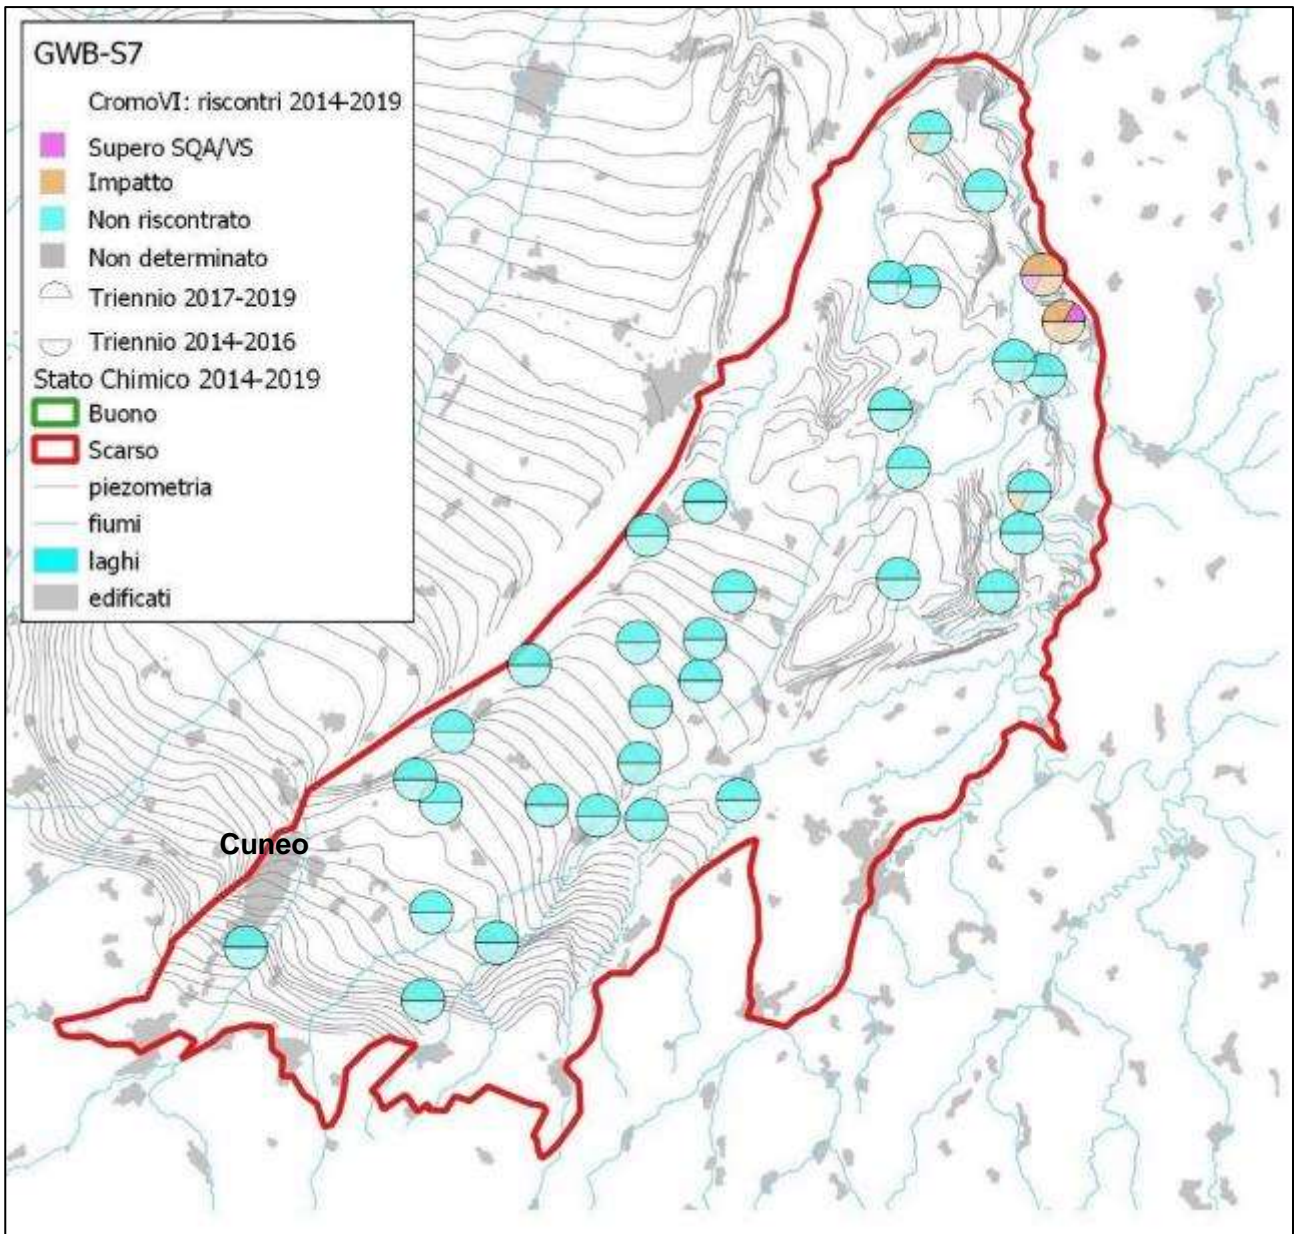 GWB-S7
CromoVI: riscontri 2014-2019
Supero SQA/VS
Impatto
Non riscontrato
Non determinato
Triennio 2017-2019
Triennio 2014-2016
Stato Chimico 2014-2019
Buono
Scarso
piezometria
fiumi
laghi
edificati
Cuneo